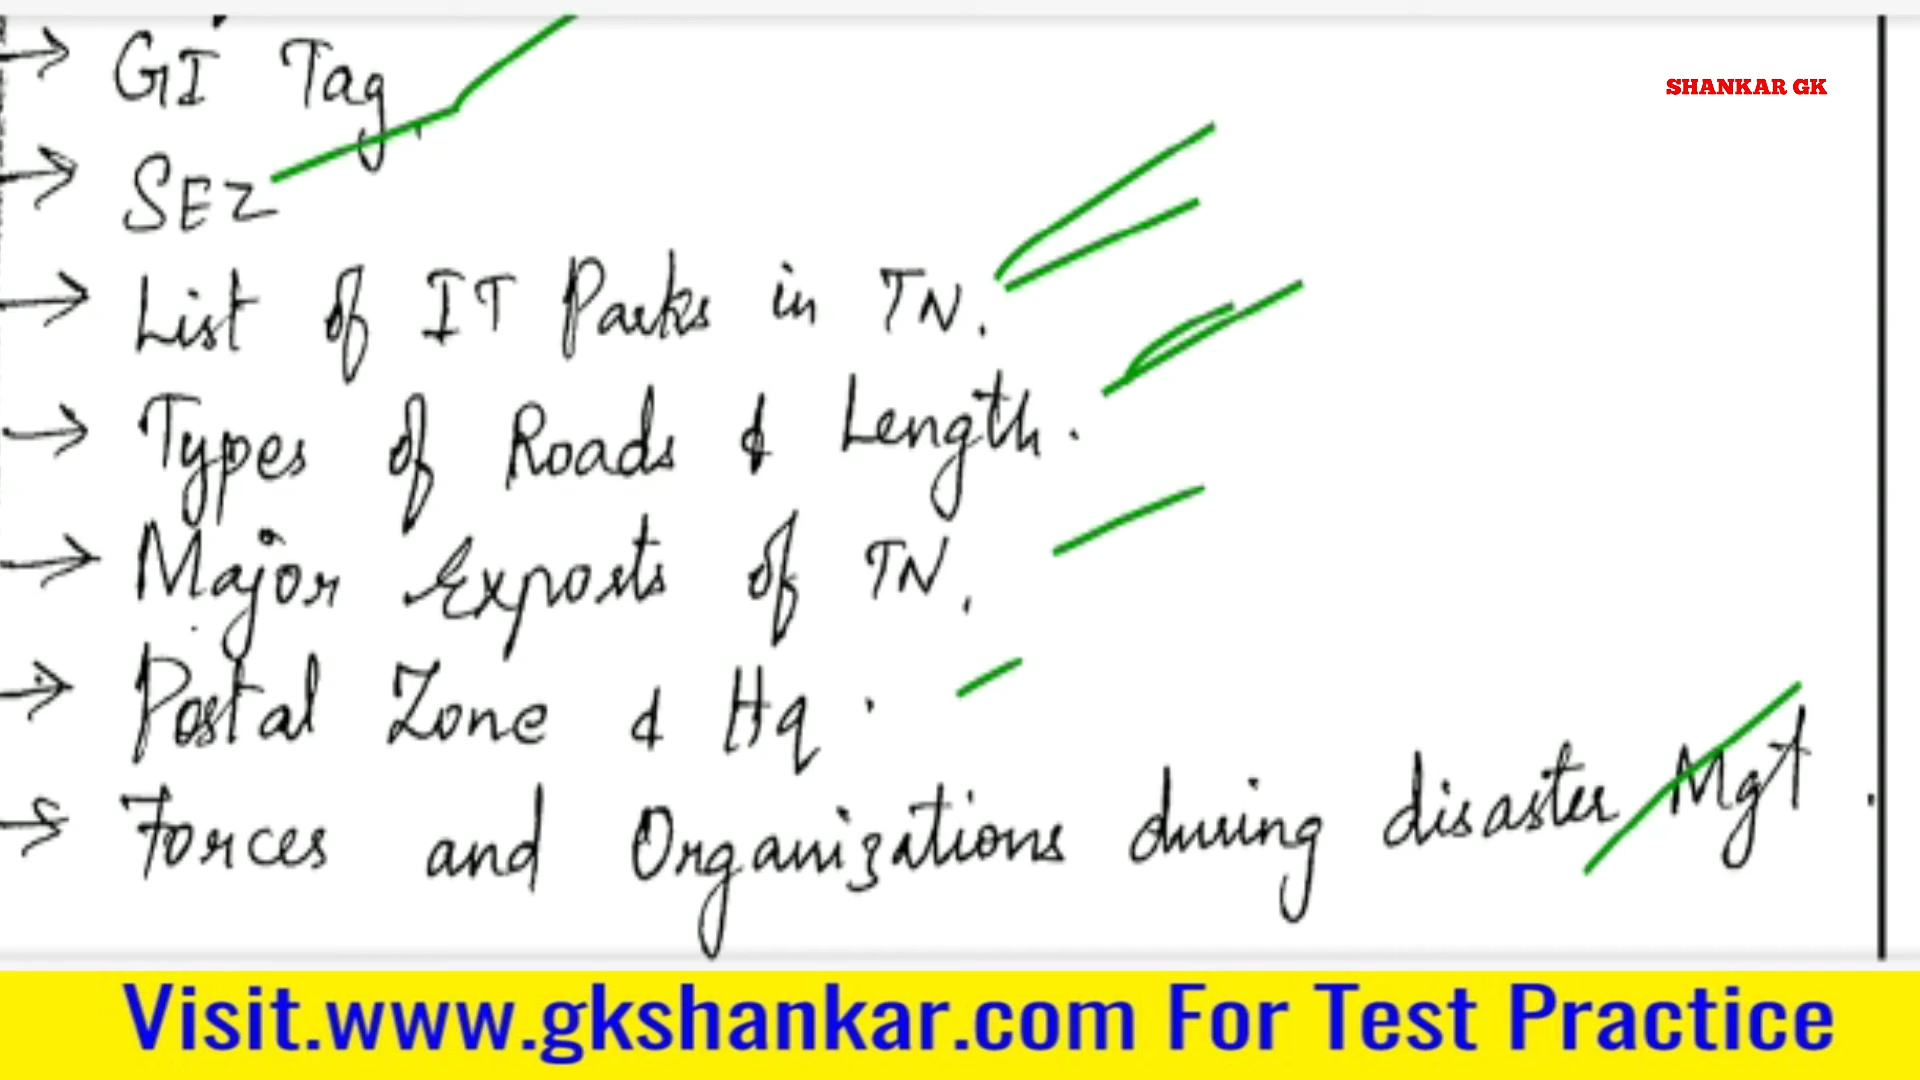 → GI Tag.
SHANKAR GK
→ SEZ
→ List of IT Parks in TN.
→ Types of Roads & Length.
→ Major Exports of TN.
→ Postal Zone & Hq.
→ Forces and Organizations during disaster Mgt.
Visit.www.gkshankar.com For Test Practice